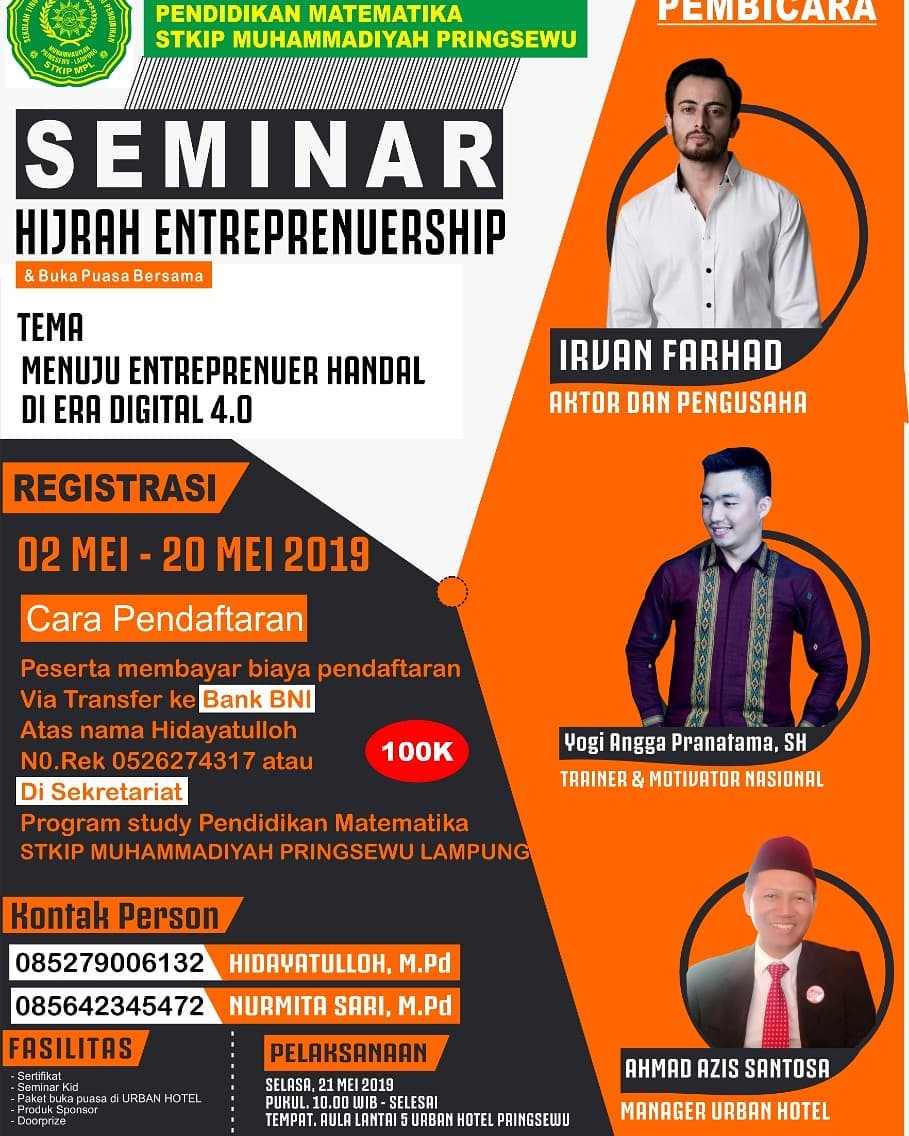 PENDIDIKAN MATEMATIKA
STKIP MUHAMMADIYAH PRINGSEWU
MUHAMMADIYAH
PRINGSEWU - LAMPUNG
STKIP MPL
SEMINAR
HIJRAH ENTREPRENUERSHIP
& Buka Puasa Bersama
TEMA
MENUJU ENTREPRENUER HANDAL
DI ERA DIGITAL 4.0
REGISTRASI
02 MEI - 20 MEI 2019
Cara Pendaftaran
Peserta membayar biaya pendaftaran
Via Transfer ke Bank BNI
Atas nama Hidayatulloh
N0.Rek 0526274317 atau
Di Sekretariat
Program study Pendidikan Matematika
STKIP MUHAMMADIYAH PRINGSEWU LAMPUNG
100K
Kontak Person
085279006132 HIDAYATULLOH, M.Pd
085642345472 NURMITA SARI, M.Pd
FASILITAS
- Sertifikat
- Seminar Kid
- Paket buka puasa di URBAN HOTEL
- Produk Sponsor
- Doorprize
PELAKSANAAN
SELASA, 21 MEI 2019
PUKUL. 10.00 WIB - SELESAI
TEMPAT. AULA LANTAI 5 URBAN HOTEL PRINGSEWU
PEMBICARA
IRVAN FARHAD
AKTOR DAN PENGUSAHA
Yogi Angga Pranatama, SH
TRAINER & MOTIVATOR NASIONAL
AHMAD AZIS SANTOSA
MANAGER URBAN HOTEL